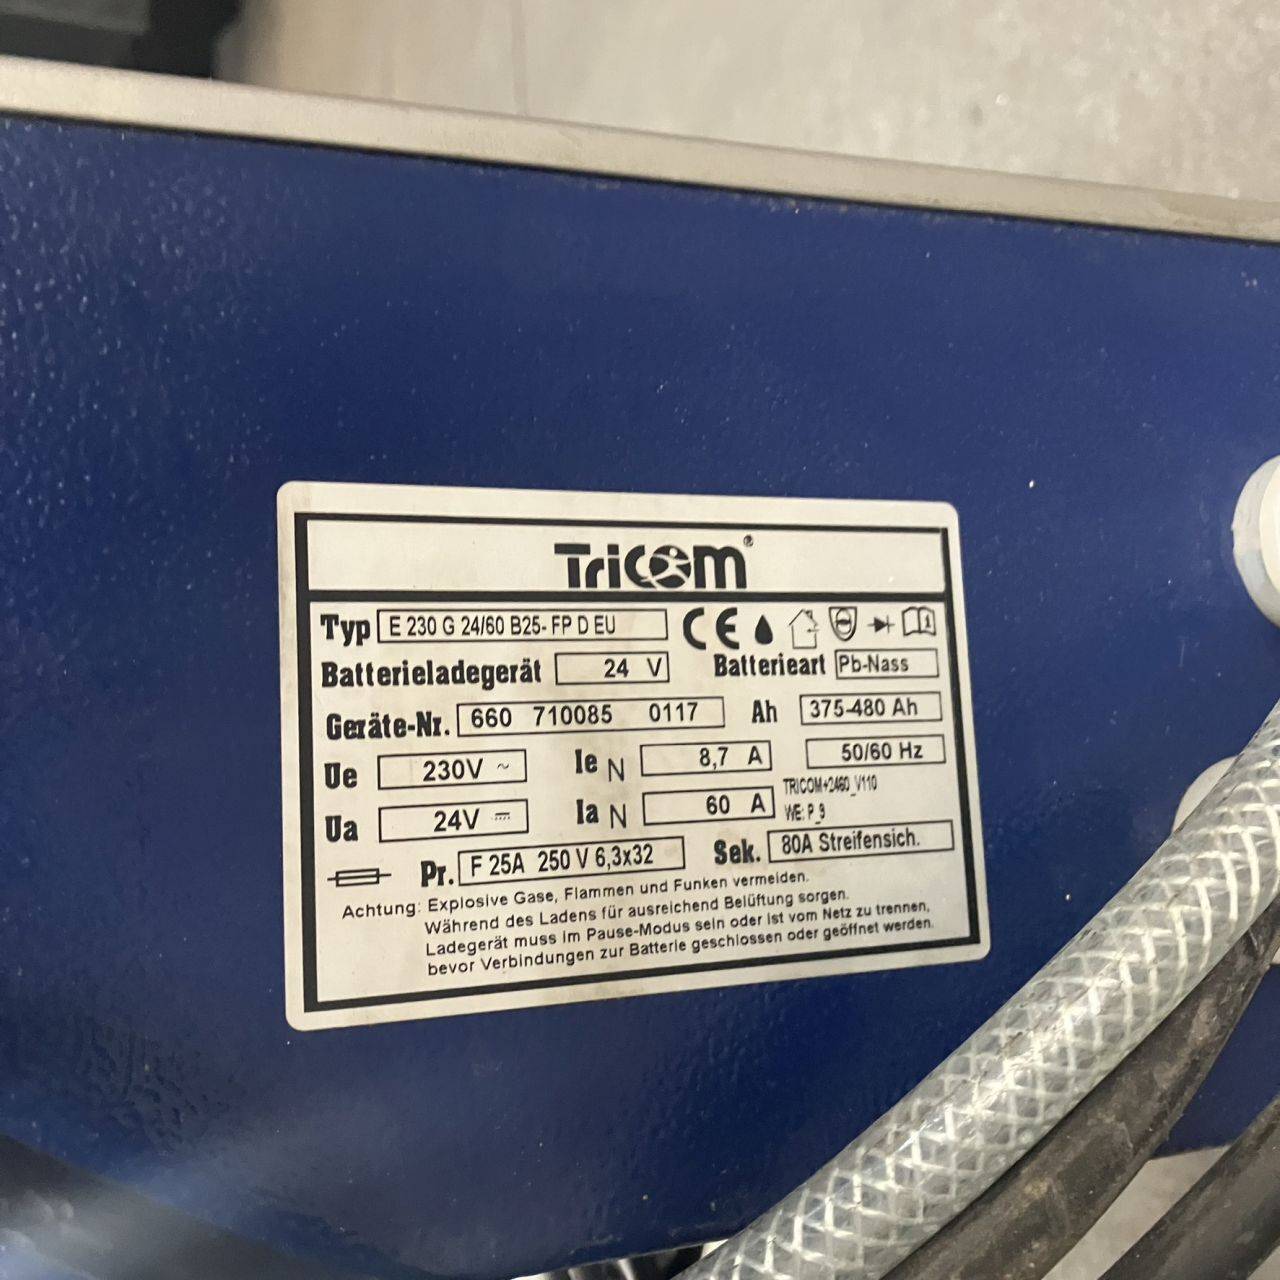 TriCOM®
Typ E 230 G 24/60 B25- FP D EU CE
Batterieladegerät 24 V Batterieart Pb-Nass
Geräte-Nr. 660 710085 0117 Ah 375-480 Ah
Ue 230V ~ Ie N 8,7 A 50/60 Hz
Ua 24V ⎓ Ia N 60 A TRICOM+2460_V110
WE: P_9
Pr. F 25A 250 V 6,3x32 Sek. 80A Streifensich.
Achtung: Explosive Gase, Flammen und Funken vermeiden.
Während des Ladens für ausreichend Belüftung sorgen.
Ladegerät muss im Pause-Modus sein oder ist vom Netz zu trennen,
bevor Verbindungen zur Batterie geschlossen oder geöffnet werden.